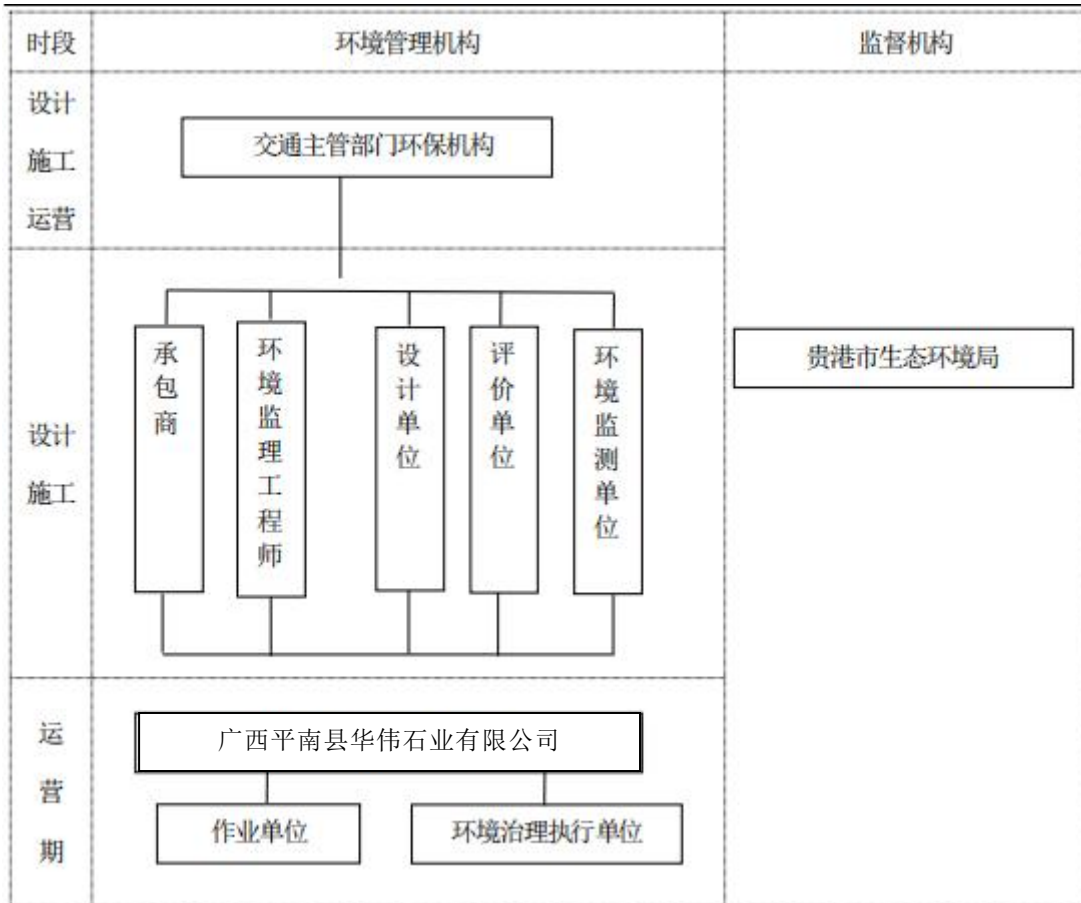 时段
环境管理机构
监督机构
设计
施工
运营
交通主管部门环保机构
设计
施工
承包商
环境监理工程师
设计单位
评价单位
环境监测单位
贵港市生态环境局
运
营
期
广西平南县华伟石业有限公司
作业单位
环境治理执行单位